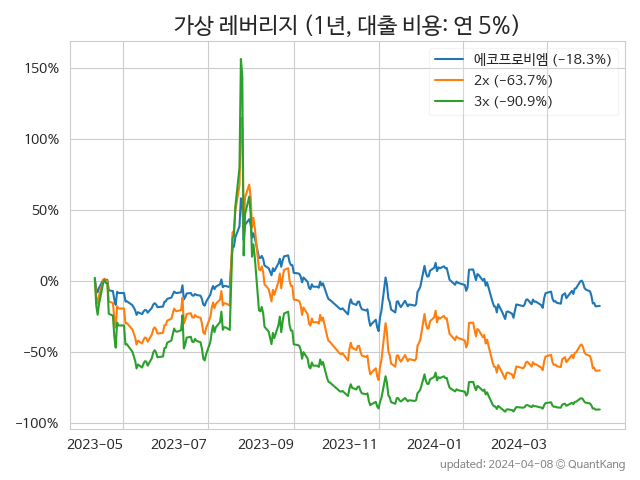 가상 레버리지 (1년, 대출 비용: 연 5%)
에코프로비엠 (−18.3%)
2x (−63.7%)
3x (−90.9%)
150%
100%
50%
0%
−50%
−100%
2023-05 2023-07 2023-09 2023-11 2024-01 2024-03
updated: 2024-04-08 © QuantKang